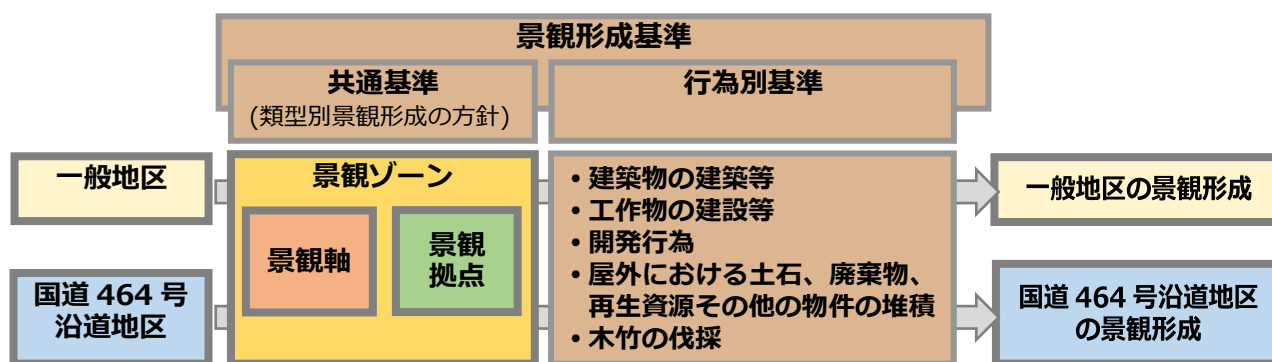 景観形成基準
共通基準
(類型別景観形成の方針)
行為別基準
一般地区
国道 464 号
沿道地区
景観ゾーン
景観軸
景観
拠点
・建築物の建築等
・工作物の建設等
・開発行為
・屋外における土石、廃棄物、
再生資源その他の物件の堆積
・木竹の伐採
一般地区の景観形成
国道 464 号沿道地区
の景観形成